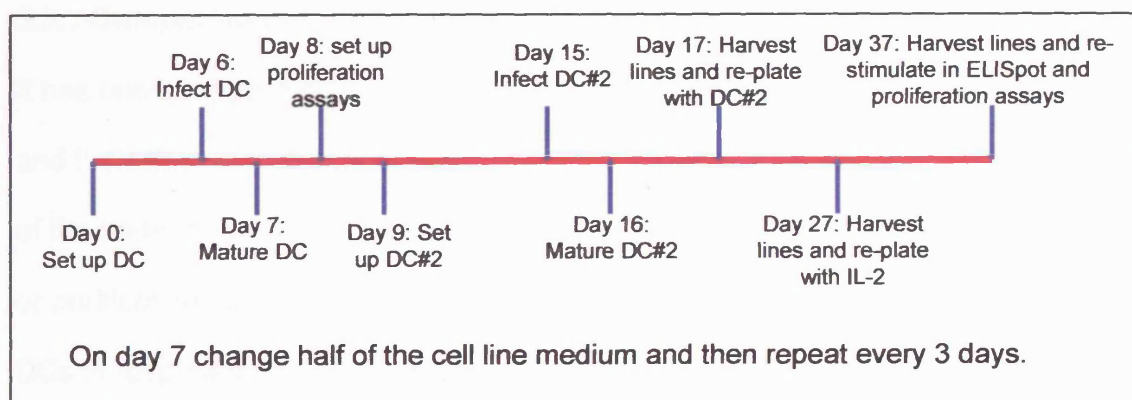 Day 6:
Infect DC
Day 8: set up
proliferation
assays
Day 15:
Infect DC#2
Day 17: Harvest
lines and re-plate
with DC#2
Day 37: Harvest lines and re-
stimulate in ELISpot and
proliferation assays
Day 0:
Set up DC
Day 7:
Mature DC
Day 9: Set
up DC#2
Day 16:
Mature DC#2
Day 27: Harvest
lines and re-plate
with IL-2
On day 7 change half of the cell line medium and then repeat every 3 days.